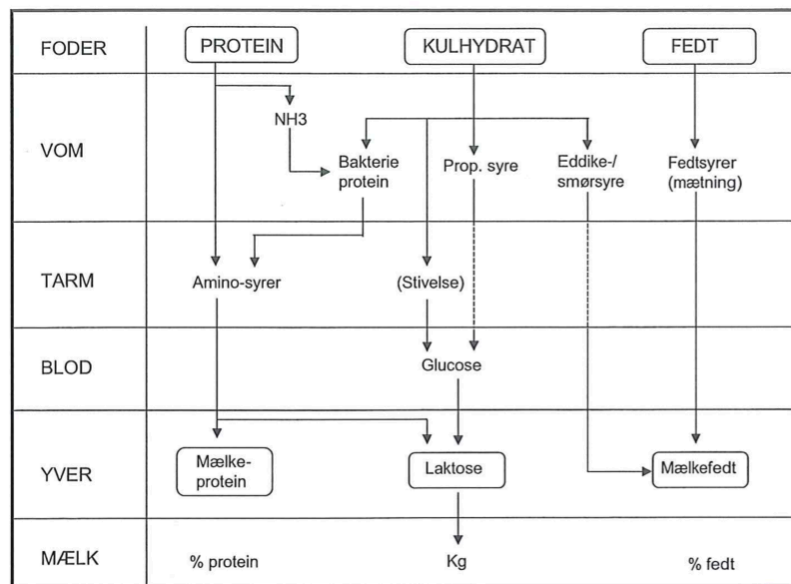 FODER
PROTEIN
KULHYDRAT
FEDT
VOM
NH3
Bakterie
protein
Prop. syre
Eddike-/
smørsyre
Fedtsyrer
(mætning)
TARM
Amino-syrer
(Stivelse)
BLOD
Glucose
YVER
Mælke-
protein
Laktose
Mælkefedt
MÆLK
% protein
Kg
% fedt